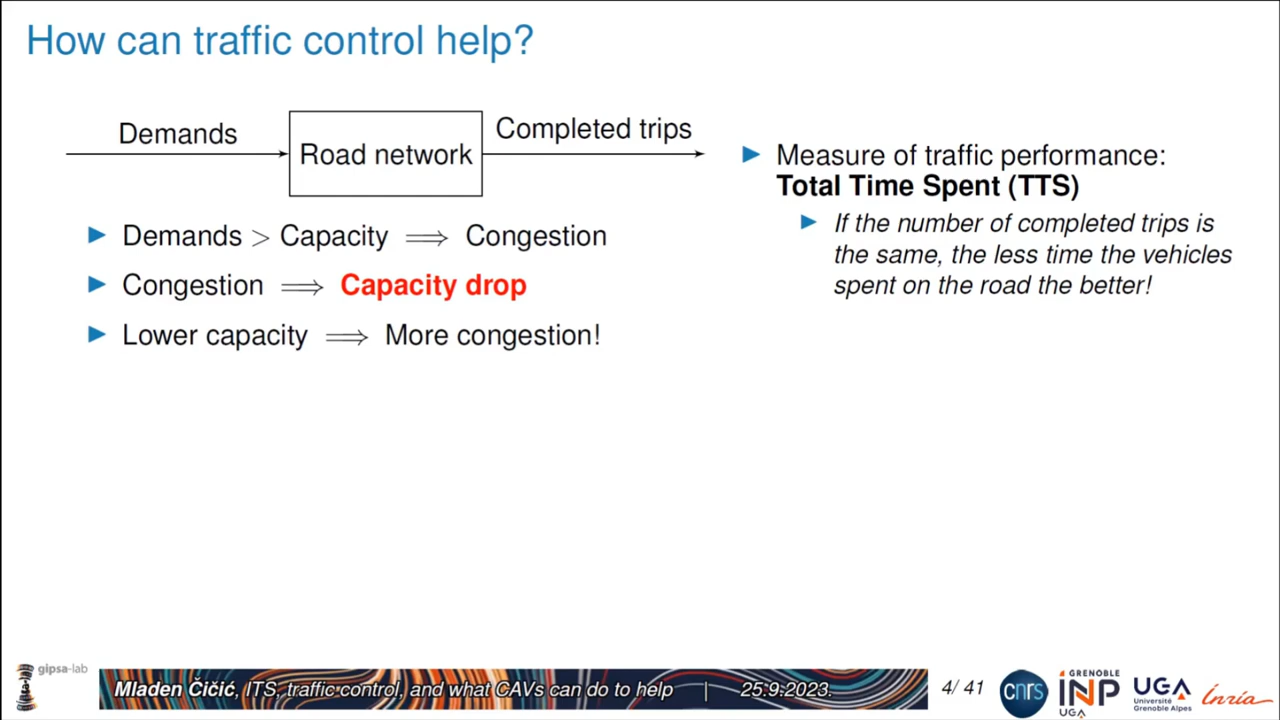 How can traffic control help?
Demands
Road network
Completed trips
Demands > Capacity ⟹ Congestion
Congestion ⟹ Capacity drop
Lower capacity ⟹ More congestion!
Measure of traffic performance:
Total Time Spent (TTS)
If the number of completed trips is
the same, the less time the vehicles
spent on the road the better!
gipsa-lab
Mladen Čičić, ITS, traffic control, and what CAVs can do to help | 25.9.2023.
4/ 41
cnrs
GRENOBLE
INP
UGA
UGA
Université
Grenoble Alpes
Inria